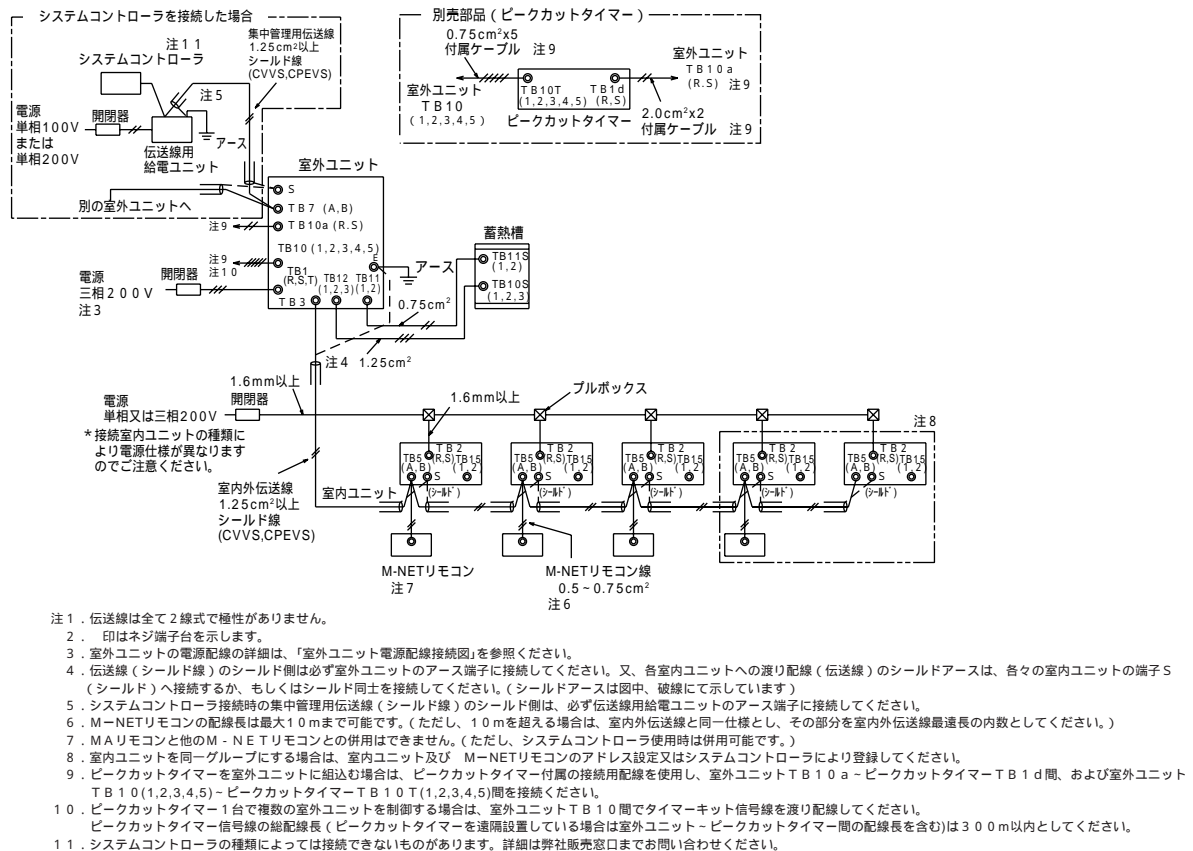 システムコントローラを接続した場合
注11
システムコントローラ
集中管理用伝送線
1.25cm²以上
シールド線
(CVVS,CPEVS)
注5
電源
単相100V
または
単相200V
開閉器
伝送線用
給電ユニット
アース
別の室外ユニットへ
別売部品(ピークカットタイマー)
0.75cm²x5
付属ケーブル 注9
室外ユニット
TB10
(1,2,3,4,5)
TB10T
(1,2,3,4,5)
TB1d
(R,S)
ピークカットタイマー
室外ユニット
TB10a
(R.S) 注9
2.0cm²x2
付属ケーブル 注9
室外ユニット
S
TB7 (A,B)
注9
TB10a (R.S)
TB10 (1,2,3,4,5)
注9
注10
TB1
(R,S,T)
TB12
(1,2,3)
TB11
(1,2)
E
アース
TB3
電源
三相200V
注3
開閉器
蓄熱槽
TB11S
(1,2)
TB10S
(1,2,3)
0.75cm²
1.25cm²
注4
1.6mm以上
電源
単相又は三相200V
開閉器
*接続室内ユニットの種類に
より電源仕様が異なります
のでご注意ください。
1.6mm以上
プルボックス
注8
室内外伝送線
1.25cm²以上
シールド線
(CVVS,CPEVS)
室内ユニット
TB2
(R,S)
TB5
(A,B)
TB15
(1,2)
S
(シールド)
TB2
(R,S)
TB5
(A,B)
TB15
(1,2)
S
(シールド)
TB2
(R,S)
TB5
(A,B)
TB15
(1,2)
S
(シールド)
TB2
(R,S)
TB5
(A,B)
TB15
(1,2)
S
(シールド)
TB2
(R,S)
TB5
(A,B)
TB15
(1,2)
S
(シールド)
M-NETリモコン
注7
M-NETリモコン線
0.5~0.75cm²
注6
注1.伝送線は全て2線式で極性がありません。
2. 印はネジ端子台を示します。
3.室外ユニットの電源配線の詳細は、「室外ユニット電源配線接続図」を参照ください。
4.伝送線(シールド線)のシールド側は必ず室外ユニットのアース端子に接続してください。又、各室内ユニットへの渡り配線(伝送線)のシールドアースは、各々の室内ユニットの端子S
(シールド)へ接続するか、もしくはシールド同士を接続してください。(シールドアースは図中、破線にて示しています)
5.システムコントローラ接続時の集中管理用伝送線(シールド線)のシールド側は、必ず伝送線用給電ユニットのアース端子に接続してください。
6.M−NETリモコンの配線長は最大10mまで可能です。(ただし、10mを超える場合は、室内外伝送線と同一仕様とし、その部分を室内外伝送線最遠長の内数としてください。)
7.MAリモコンと他のM-NETリモコンとの併用はできません。(ただし、システムコントローラ使用時は併用可能です。)
8.室内ユニットを同一グループにする場合は、室内ユニット及び M−NETリモコンのアドレス設定又はシステムコントローラにより登録してください。
9.ピークカットタイマーを室外ユニットに組込む場合は、ピークカットタイマー付属の接続用配線を使用し、室外ユニットTB10a~ピークカットタイマーTB1d間、および室外ユニット
TB10(1,2,3,4,5)~ピークカットタイマーTB10T(1,2,3,4,5)間を接続ください。
10.ピークカットタイマー1台で複数の室外ユニットを制御する場合は、室外ユニットTB10間でタイマーキット信号線を渡り配線してください。
ピークカットタイマー信号線の総配線長(ピークカットタイマーを遠隔設置している場合は室外ユニット~ピークカットタイマー間の配線長を含む)は300m以内としてください。
11.システムコントローラの種類によっては接続できないものがあります。詳細は弊社販売窓口までお問い合わせください。